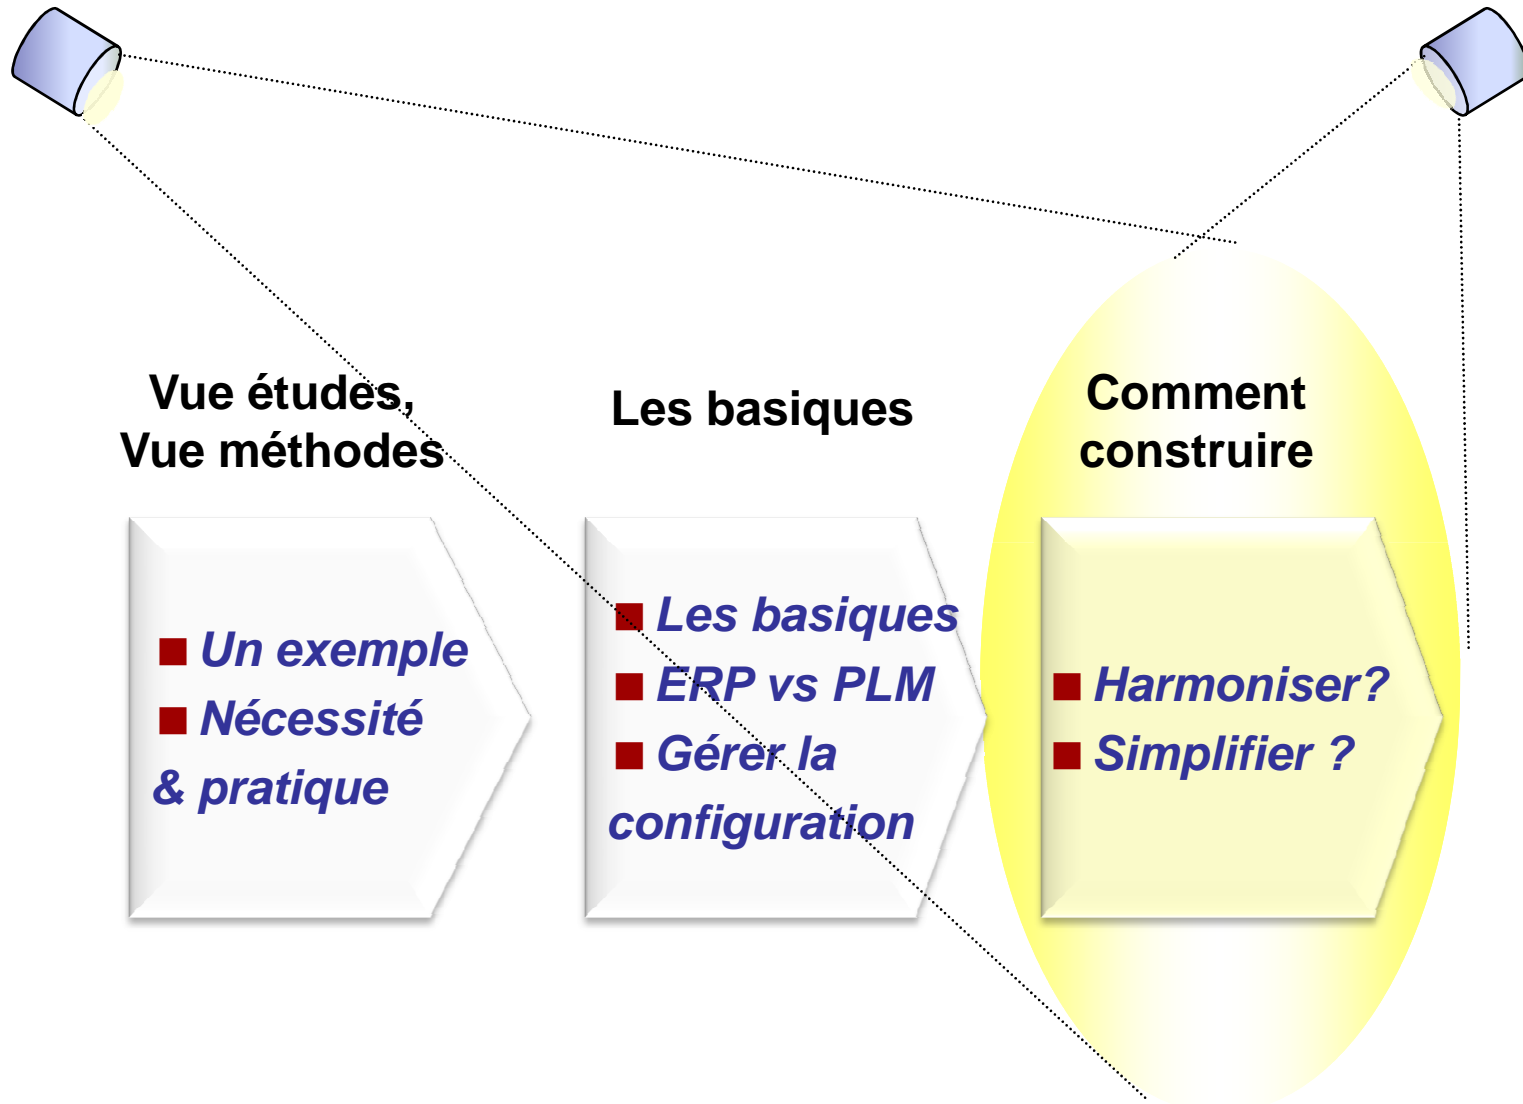 Vue études,
Vue méthodes
■ Un exemple
■ Nécessité
& pratique
Les basiques
■ Les basiques
■ ERP vs PLM
■ Gérer la
configuration
Comment
construire
■ Harmoniser?
■ Simplifier ?